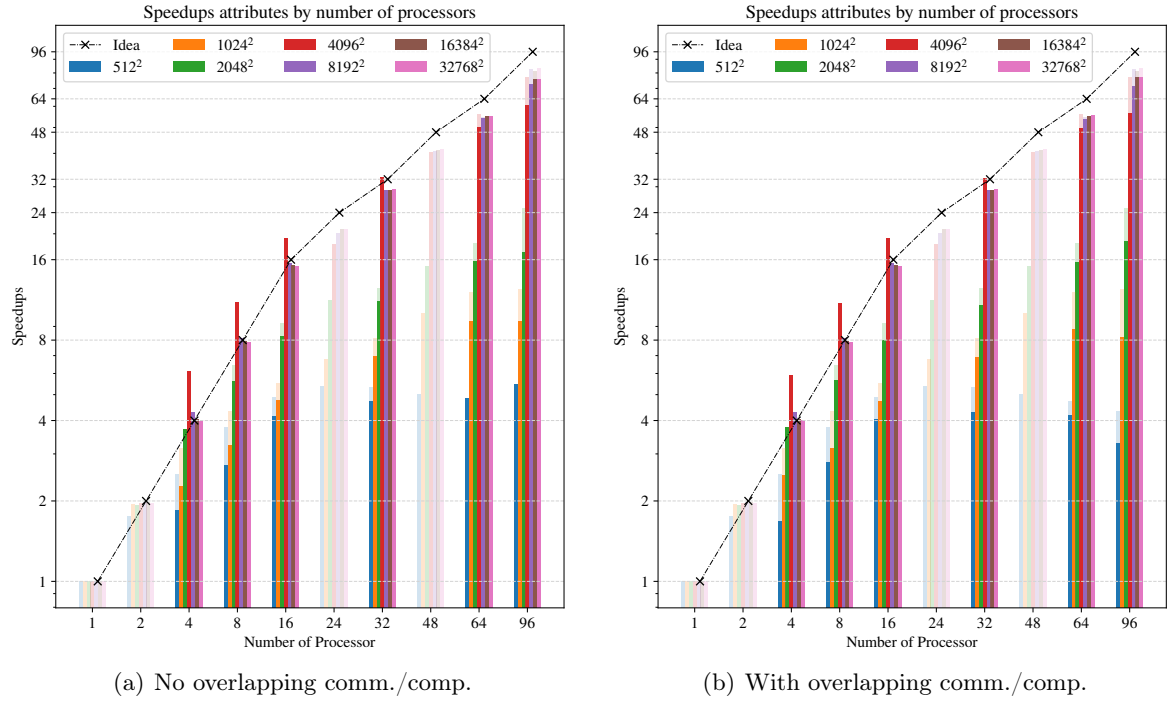 Speedups attributes by number of processors
Idea 1024² 4096² 16384²
512² 2048² 8192² 32768²
96
64
48
32
24
16
8
4
2
1
Speedups
1 2 4 8 16 24 32 48 64 96
Number of Processor
(a) No overlapping comm./comp.
Speedups attributes by number of processors
Idea 1024² 4096² 16384²
512² 2048² 8192² 32768²
96
64
48
32
24
16
8
4
2
1
Speedups
1 2 4 8 16 24 32 48 64 96
Number of Processor
(b) With overlapping comm./comp.